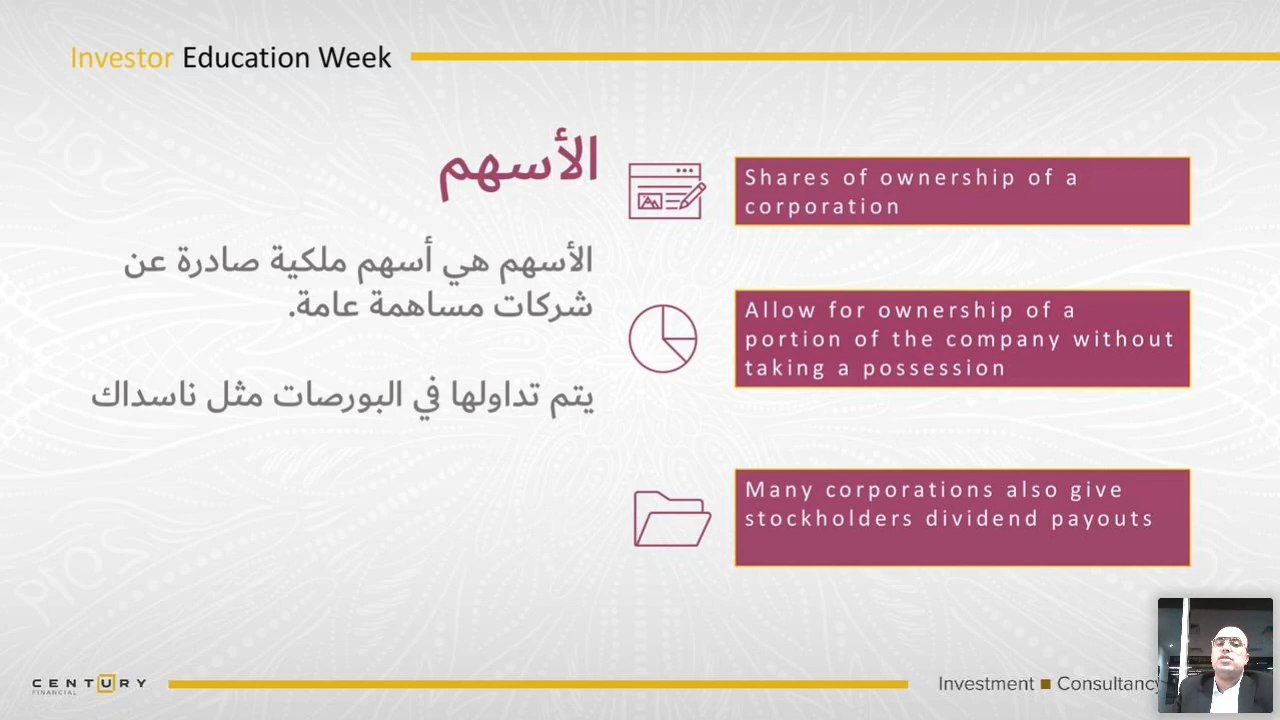 Investor Education Week
الأسهم
الأسهم هي أسهم ملكية صادرة عن
شركات مساهمة عامة.
يتم تداولها في البورصات مثل ناسداك
Shares of ownership of a
corporation
Allow for ownership of a
portion of the company without
taking a possession
Many corporations also give
stockholders dividend payouts
CENTURY
FINANCIAL
Investment ■ Consultancy